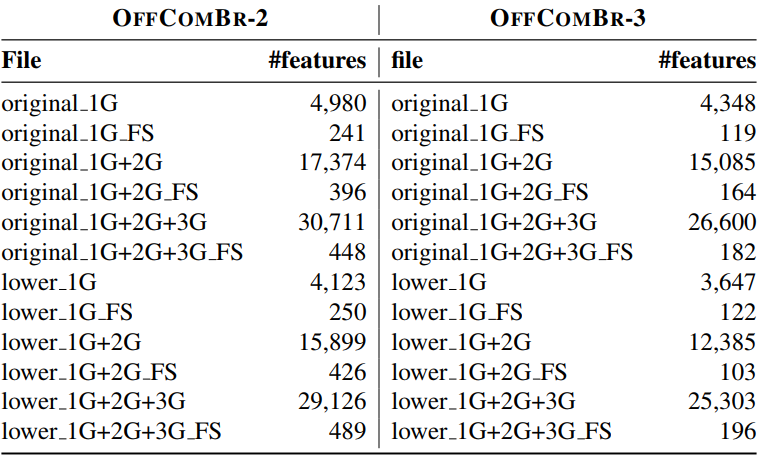 OFFCOMBR-2 OFFCOMBR-3
File #features file #features
original_1G 4,980 original_1G 4,348
original_1G_FS 241 original_1G_FS 119
original_1G+2G 17,374 original_1G+2G 15,085
original_1G+2G_FS 396 original_1G+2G_FS 164
original_1G+2G+3G 30,711 original_1G+2G+3G 26,600
original_1G+2G+3G_FS 448 original_1G+2G+3G_FS 182
lower_1G 4,123 lower_1G 3,647
lower_1G_FS 250 lower_1G_FS 122
lower_1G+2G 15,899 lower_1G+2G 12,385
lower_1G+2G_FS 426 lower_1G+2G_FS 103
lower_1G+2G+3G 29,126 lower_1G+2G+3G 25,303
lower_1G+2G+3G_FS 489 lower_1G+2G+3G_FS 196